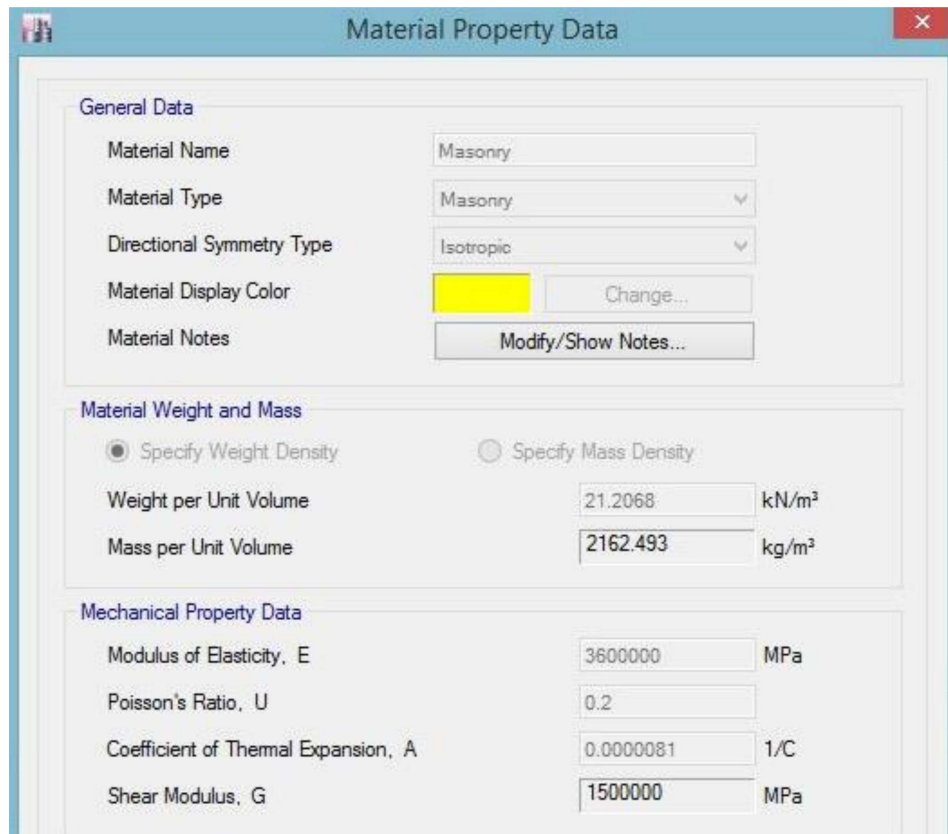 Material Property Data
General Data
Material Name Masonry
Material Type Masonry
Directional Symmetry Type Isotropic
Material Display Color Change...
Material Notes Modify/Show Notes...
Material Weight and Mass
Specify Weight Density Specify Mass Density
Weight per Unit Volume 21.2068 kN/m³
Mass per Unit Volume 2162.493 kg/m³
Mechanical Property Data
Modulus of Elasticity, E 3600000 MPa
Poisson's Ratio, U 0.2
Coefficient of Thermal Expansion, A 0.0000081 1/C
Shear Modulus, G 1500000 MPa